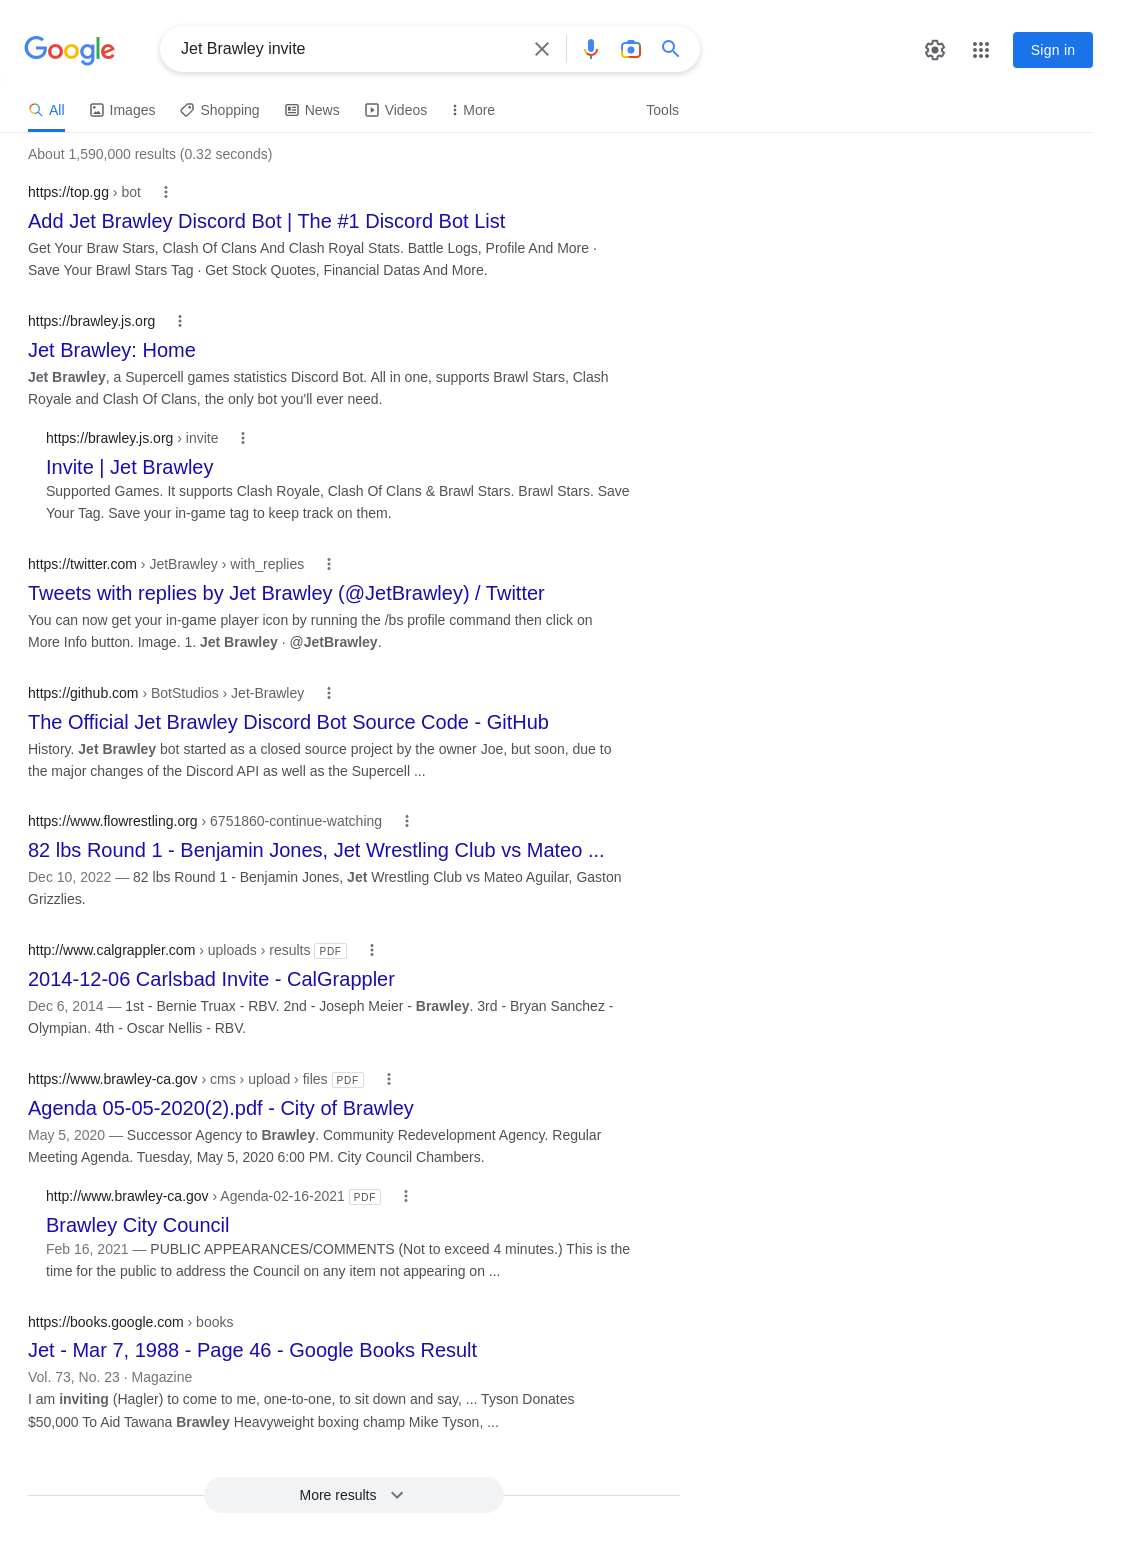 Google
Jet Brawley invite
Sign in
All
Images
Shopping
News
Videos
More
Tools
About 1,590,000 results (0.32 seconds)
https://top.gg › bot
Add Jet Brawley Discord Bot | The #1 Discord Bot List
Get Your Braw Stars, Clash Of Clans And Clash Royal Stats. Battle Logs, Profile And More ·
Save Your Brawl Stars Tag · Get Stock Quotes, Financial Datas And More.
https://brawley.js.org
Jet Brawley: Home
Jet Brawley, a Supercell games statistics Discord Bot. All in one, supports Brawl Stars, Clash
Royale and Clash Of Clans, the only bot you'll ever need.
https://brawley.js.org › invite
Invite | Jet Brawley
Supported Games. It supports Clash Royale, Clash Of Clans & Brawl Stars. Brawl Stars. Save
Your Tag. Save your in-game tag to keep track on them.
https://twitter.com › JetBrawley › with_replies
Tweets with replies by Jet Brawley (@JetBrawley) / Twitter
You can now get your in-game player icon by running the /bs profile command then click on
More Info button. Image. 1. Jet Brawley · @JetBrawley.
https://github.com › BotStudios › Jet-Brawley
The Official Jet Brawley Discord Bot Source Code - GitHub
History. Jet Brawley bot started as a closed source project by the owner Joe, but soon, due to
the major changes of the Discord API as well as the Supercell ...
https://www.flowrestling.org › 6751860-continue-watching
82 lbs Round 1 - Benjamin Jones, Jet Wrestling Club vs Mateo ...
Dec 10, 2022 — 82 lbs Round 1 - Benjamin Jones, Jet Wrestling Club vs Mateo Aguilar, Gaston
Grizzlies.
http://www.calgrappler.com › uploads › results PDF
2014-12-06 Carlsbad Invite - CalGrappler
Dec 6, 2014 — 1st - Bernie Truax - RBV. 2nd - Joseph Meier - Brawley. 3rd - Bryan Sanchez -
Olympian. 4th - Oscar Nellis - RBV.
https://www.brawley-ca.gov › cms › upload › files PDF
Agenda 05-05-2020(2).pdf - City of Brawley
May 5, 2020 — Successor Agency to Brawley. Community Redevelopment Agency. Regular
Meeting Agenda. Tuesday, May 5, 2020 6:00 PM. City Council Chambers.
http://www.brawley-ca.gov › Agenda-02-16-2021 PDF
Brawley City Council
Feb 16, 2021 — PUBLIC APPEARANCES/COMMENTS (Not to exceed 4 minutes.) This is the
time for the public to address the Council on any item not appearing on ...
https://books.google.com › books
Jet - Mar 7, 1988 - Page 46 - Google Books Result
Vol. 73, No. 23 · Magazine
I am inviting (Hagler) to come to me, one-to-one, to sit down and say, ... Tyson Donates
$50,000 To Aid Tawana Brawley Heavyweight boxing champ Mike Tyson, ...
More results